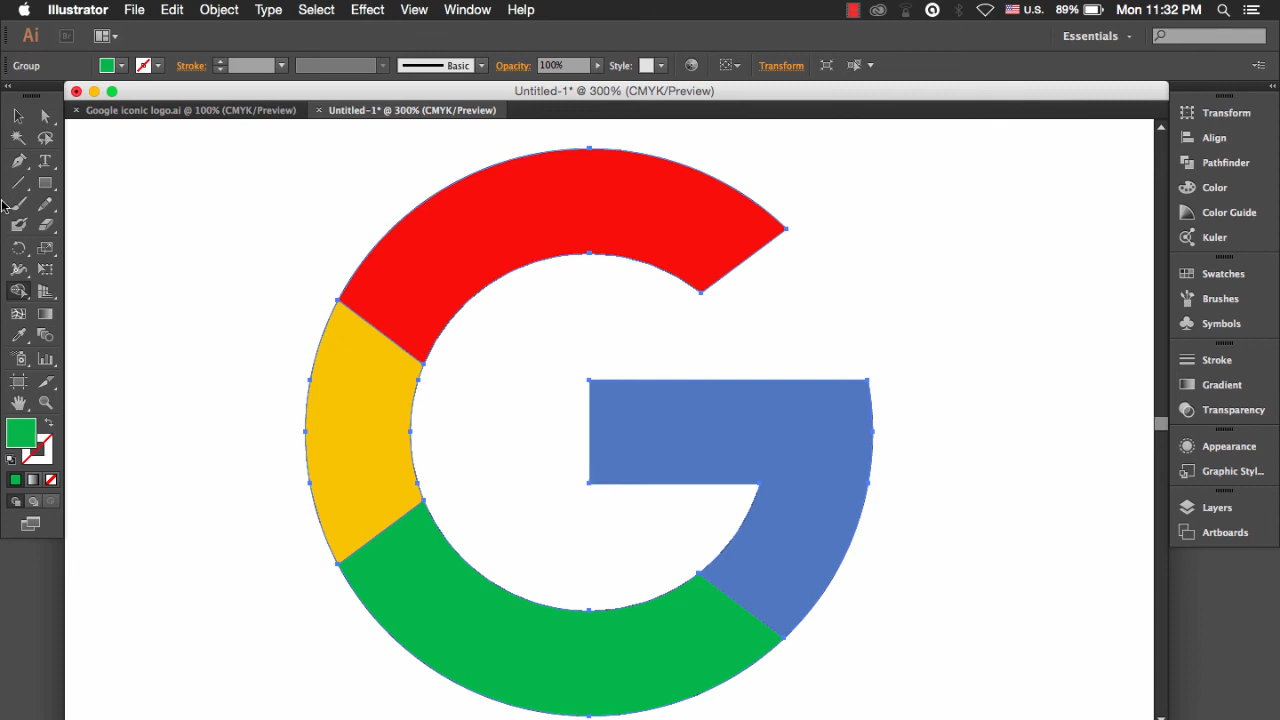 Illustrator File Edit Object Type Select Effect View Window Help U.S. 89% Mon 11:32 PM
Ai Br Essentials
Group Stroke: Basic Opacity: 100% Style: Transform
Untitled-1* @ 300% (CMYK/Preview)
Google iconic logo.ai @ 100% (CMYK/Preview) Untitled-1* @ 300% (CMYK/Preview)
Transform
Align
Pathfinder
Color
Color Guide
Kuler
Swatches
Brushes
Symbols
Stroke
Gradient
Transparency
Appearance
Graphic Styl...
Layers
Artboards